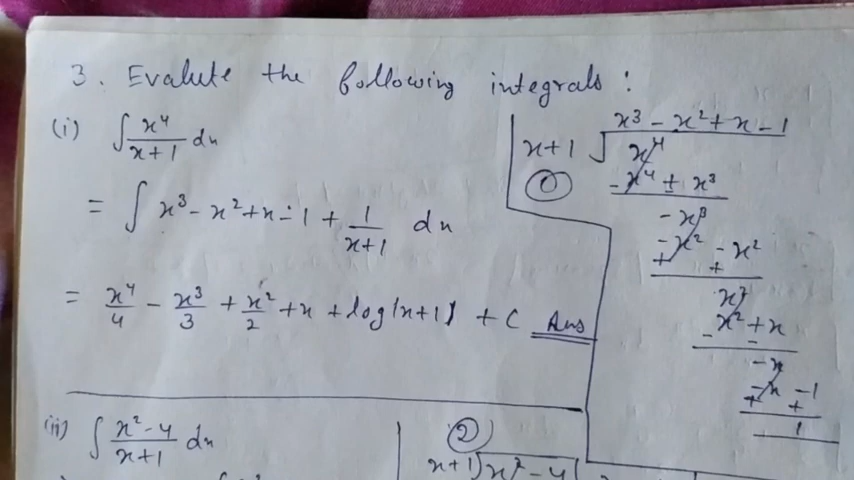 3. Evalute the following integrals :
(i) ∫ x⁴/(x+1) dx
= ∫ x³ - x² + x - 1 + 1/(x+1) dx
= x⁴/4 - x³/3 + x²/2 + x + log|x+1| + C Ans
x³ - x² + x - 1
x+1 √ x⁴
①
- x⁴ ± x³
- x³
- x² - x²
+ +
x²
x² + x
- -
- x
- x - 1
+ +
1
(ii) ∫ (x² - 4)/(x+1) dx
②
x+1 ) x² - 4